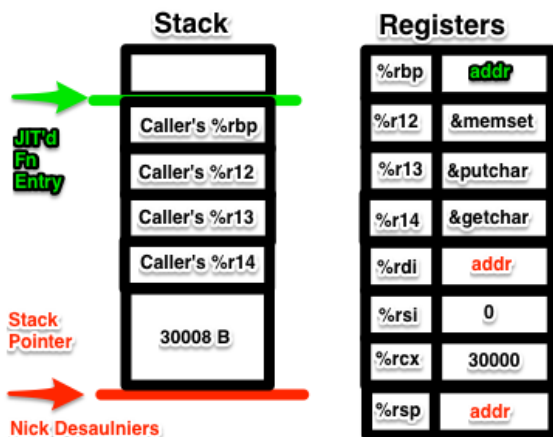 Stack
Registers
JIT'd
Fn
Entry
Caller's %rbp
Caller's %r12
Caller's %r13
Caller's %r14
30008 B
Stack
Pointer
Nick Desaulniers
%rbp addr
%r12 &memset
%r13 &putchar
%r14 &getchar
%rdi addr
%rsi 0
%rcx 30000
%rsp addr